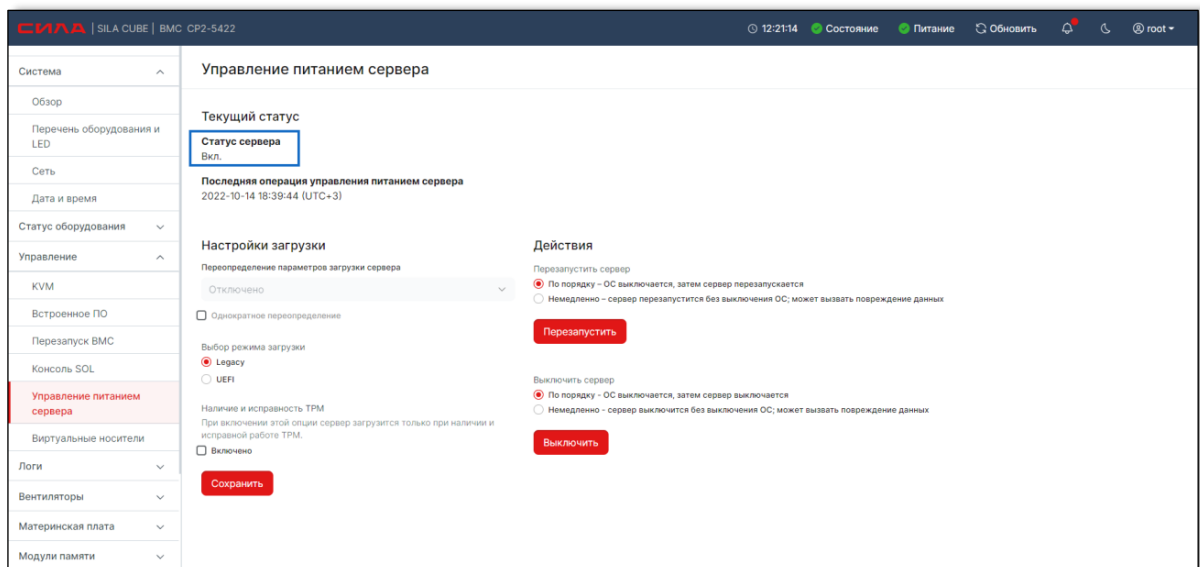 СИЛА | SILA CUBE | BMC CP2-5422
12:21:14 Состояние Питание Обновить root
Система
Обзор
Перечень оборудования и
LED
Сеть
Дата и время
Статус оборудования
Управление
KVM
Встроенное ПО
Перезапуск BMC
Консоль SOL
Управление питанием
сервера
Виртуальные носители
Логи
Вентиляторы
Материнская плата
Модули памяти
Управление питанием сервера
Текущий статус
Статус сервера
Вкл.
Последняя операция управления питанием сервера
2022-10-14 18:39:44 (UTC+3)
Настройки загрузки
Переопределение параметров загрузки сервера
Отключено
Однократное переопределение
Выбор режима загрузки
Legacy
UEFI
Наличие и исправность TPM
При включении этой опции сервер загрузится только при наличии и
исправной работе TPM.
Включено
Сохранить
Действия
Перезапустить сервер
По порядку – ОС выключается, затем сервер перезапускается
Немедленно – сервер перезапустится без выключения ОС; может вызвать повреждение данных
Перезапустить
Выключить сервер
По порядку - ОС выключается, затем сервер выключается
Немедленно - сервер выключится без выключения ОС; может вызвать повреждение данных
Выключить